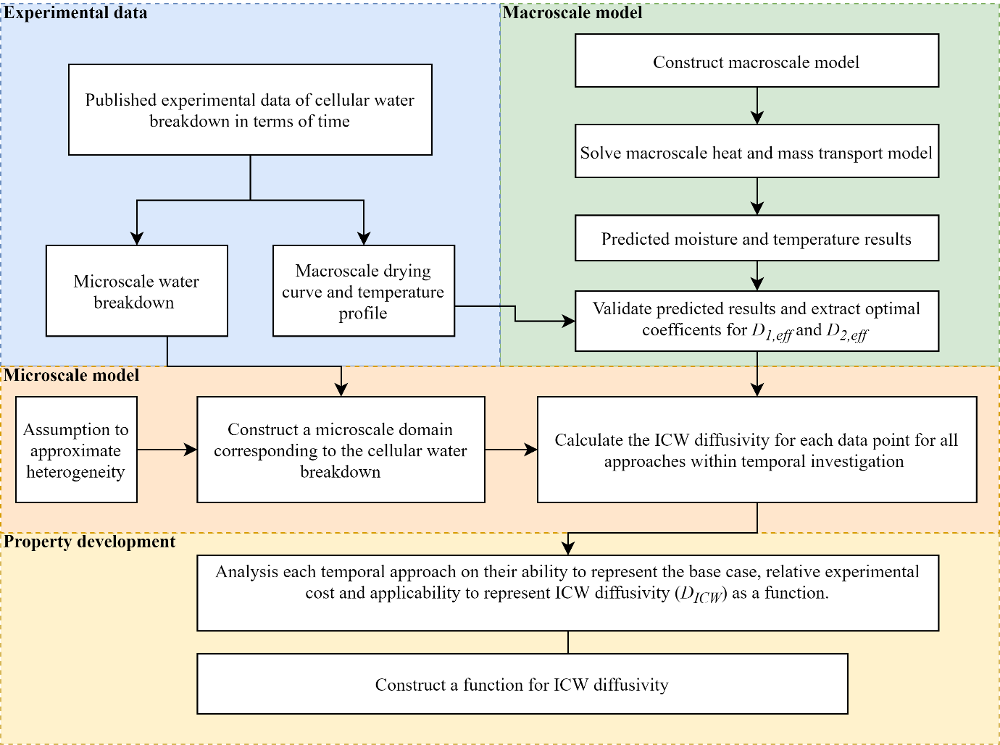 Experimental data
Published experimental data of cellular water
breakdown in terms of time
Microscale water
breakdown
Macroscale drying
curve and temperature
profile
Macroscale model
Construct macroscale model
Solve macroscale heat and mass transport model
Predicted moisture and temperature results
Validate predicted results and extract optimal
coefficents for D1,eff and D2,eff
Microscale model
Assumption to
approximate
heterogeneity
Construct a microscale domain
corresponding to the cellular water
breakdown
Calculate the ICW diffusivity for each data point for all
approaches within temporal investigation
Property development
Analysis each temporal approach on their ability to represent the base case, relative experimental
cost and applicability to represent ICW diffusivity (DICW) as a function.
Construct a function for ICW diffusivity